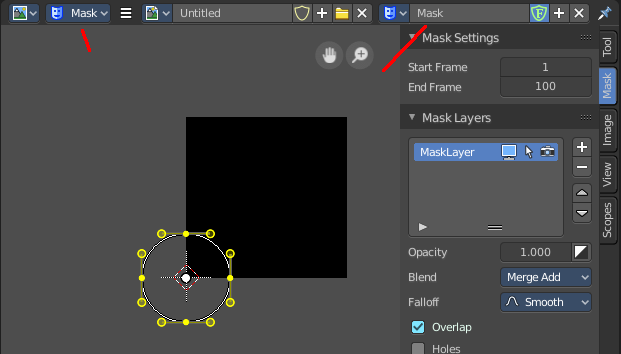 Mask
Untitled
Mask
F
Mask Settings
Start Frame 1
End Frame 100
Mask Layers
MaskLayer
Opacity 1.000
Blend Merge Add
Falloff Smooth
Overlap
Holes
Tool
Mask
Image
View
Scopes